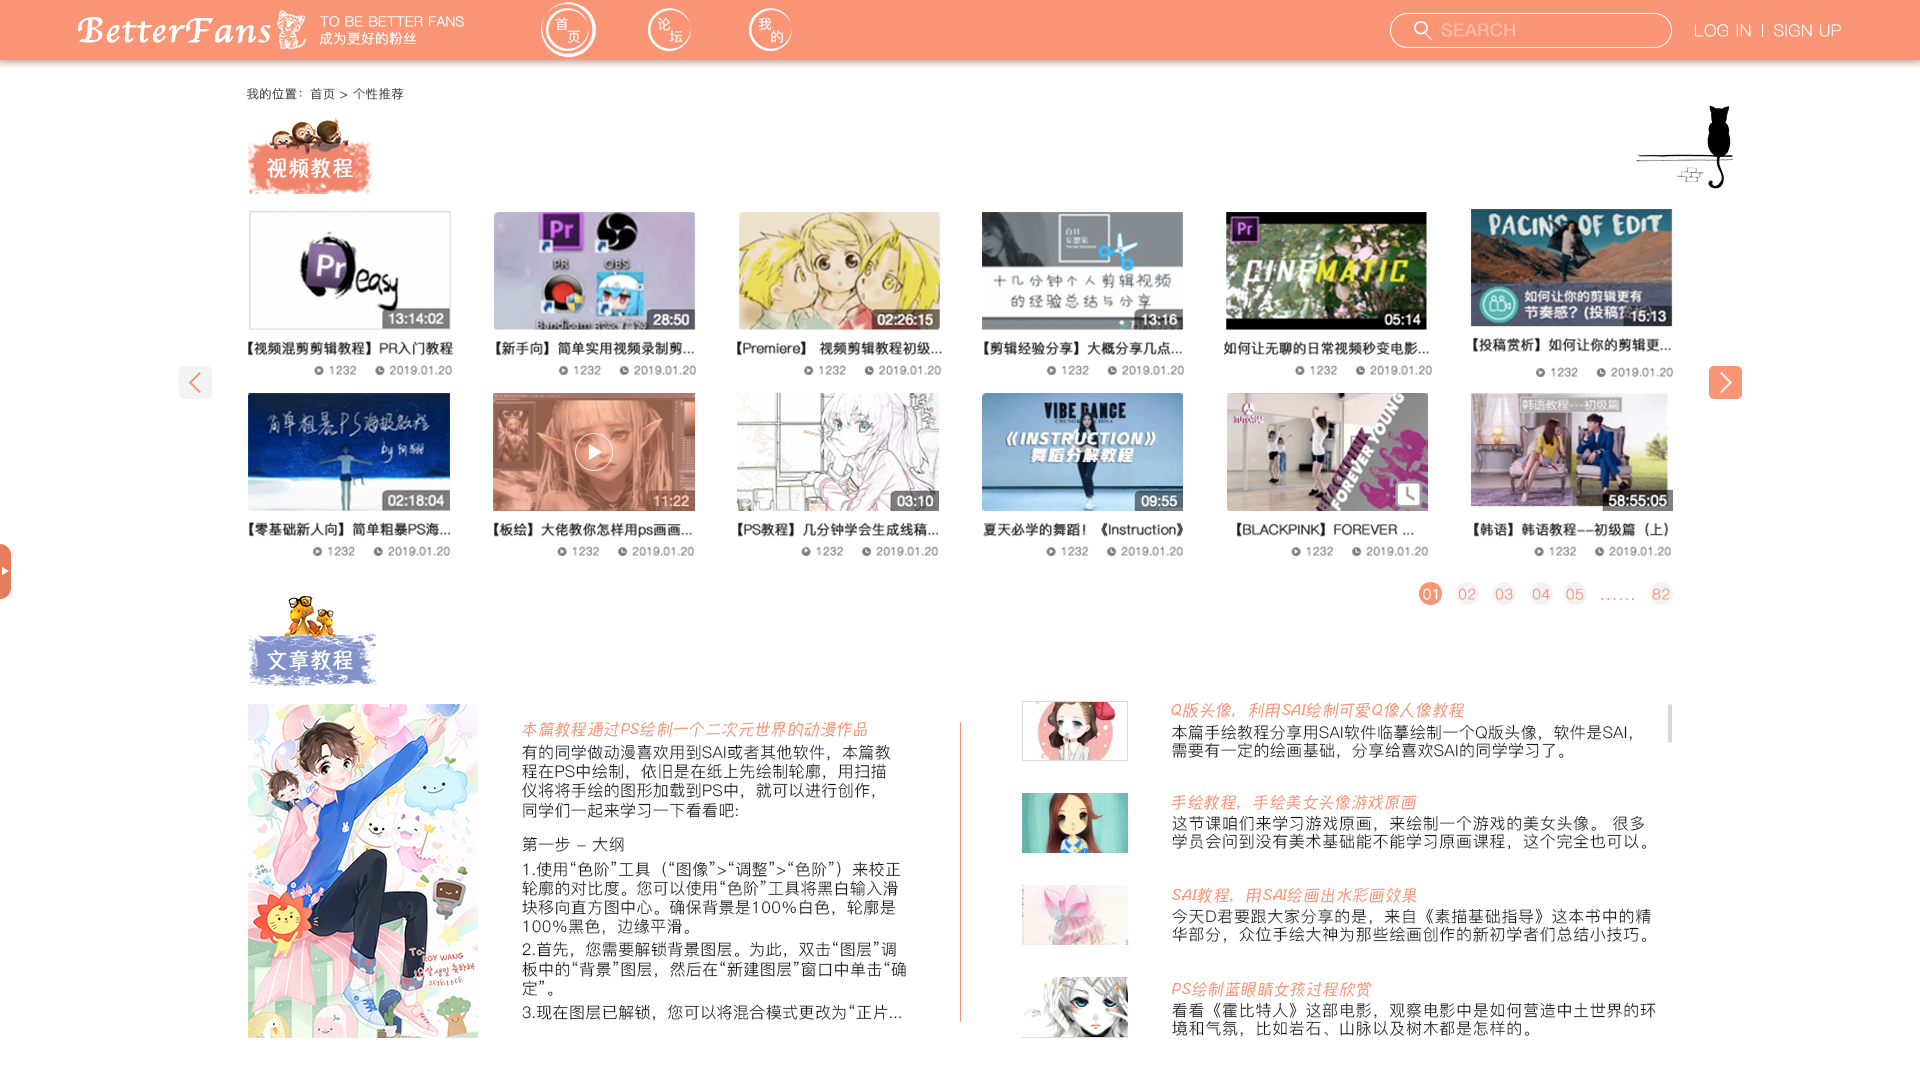 BetterFans
TO BE BETTER FANS
成为更好的粉丝
首页
论坛
我的
SEARCH
LOG IN | SIGN UP
我的位置：首页 > 个性推荐
视频教程
Pr easy
13:14:02
Pr
PR
OBS
Bandicam
28:50
02:26:15
白日
妄想家
十几分钟个人剪辑视频
的经验总结与分享
13:16
Pr
CINEMATIC
05:14
PACING OF EDIT
如何让你的剪辑更有
节奏感？(投稿赏析)
15:13
【视频混剪剪辑教程】PR入门教程
【新手向】简单实用视频录制剪...
【Premiere】 视频剪辑教程初级...
【剪辑经验分享】大概分享几点...
如何让无聊的日常视频秒变电影...
【投稿赏析】如何让你的剪辑更...
1232 2019.01.20
1232 2019.01.20
1232 2019.01.20
1232 2019.01.20
1232 2019.01.20
1232 2019.01.20
简单粗暴PS海报教程
02:18:04
11:22
03:10
VIBE DANCE
《INSTRUCTION》
舞蹈分解教程
09:55
FOREVER YOUNG
BLACKPINK
韩语教程---初级篇
58:55:05
【零基础新人向】简单粗暴PS海...
【板绘】大佬教你怎样用ps画画...
【PS教程】几分钟学会生成线稿...
夏天必学的舞蹈！《Instruction》
【BLACKPINK】FOREVER ...
【韩语】韩语教程--初级篇（上）
1232 2019.01.20
1232 2019.01.20
1232 2019.01.20
1232 2019.01.20
1232 2019.01.20
1232 2019.01.20
01 02 03 04 05 ...... 82
文章教程
To:
ROY WANG
18살 생일 축하해
2018.11.08
本篇教程通过PS绘制一个二次元世界的动漫作品
有的同学做动漫喜欢用到SAI或者其他软件，本篇教
程在PS中绘制，依旧是在纸上先绘制轮廓，用扫描
仪将将手绘的图形加载到PS中，就可以进行创作，
同学们一起来学习一下看看吧:
第一步 – 大纲
1.使用“色阶”工具（“图像”>“调整”>“色阶”）来校正
轮廓的对比度。您可以使用“色阶”工具将黑白输入滑
块移向直方图中心。确保背景是100%白色，轮廓是
100%黑色，边缘平滑。
2.首先，您需要解锁背景图层。为此，双击“图层”调
板中的“背景”图层，然后在“新建图层”窗口中单击“确
定”。
3.现在图层已解锁，您可以将混合模式更改为“正片...
Q版头像，利用SAI绘制可爱Q像人像教程
本篇手绘教程分享用SAI软件临摹绘制一个Q版头像，软件是SAI，
需要有一定的绘画基础，分享给喜欢SAI的同学学习了。
手绘教程，手绘美女头像游戏原画
这节课咱们来学习游戏原画，来绘制一个游戏的美女头像。 很多
学员会问到没有美术基础能不能学习原画课程，这个完全也可以。
SAI教程，用SAI绘画出水彩画效果
今天D君要跟大家分享的是，来自《素描基础指导》这本书中的精
华部分，众位手绘大神为那些绘画创作的新初学者们总结小技巧。
PS绘制蓝眼睛女孩过程欣赏
看看《霍比特人》这部电影，观察电影中是如何营造中土世界的环
境和气氛，比如岩石、山脉以及树木都是怎样的。